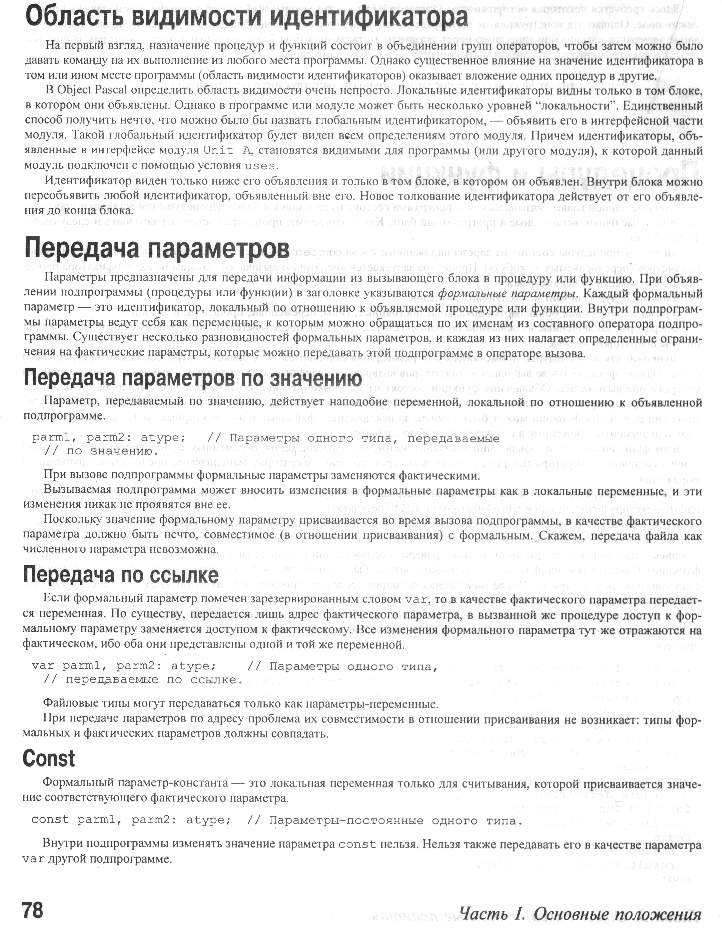 Область видимости идентификатора
На первый взгляд, назначение процедур и функций состоит в объединении групп операторов, чтобы затем можно было
давать команду на их выполнение из любого места программы. Однако существенное влияние на значение идентификатора в
том или ином месте программы (область видимости идентификаторов) оказывает вложение одних процедур в другие.
В Object Pascal определить область видимости очень непросто. Локальные идентификаторы видны только в том блоке,
в котором они объявлены. Однако в программе или модуле может быть несколько уровней “локальности”. Единственный
способ получить нечто, что можно было бы назвать глобальным идентификатором, — объявить его в интерфейсной части
модуля. Такой глобальный идентификатор будет виден всем определениям этого модуля. Причем идентификаторы, объ-
явленные в интерфейсе модуля Unit A, становятся видимыми для программы (или другого модуля), к которой данный
модуль подключен с помощью условия uses.
Идентификатор виден только ниже его объявления и только в том блоке, в котором он объявлен. Внутри блока можно
переобъявить любой идентификатор, объявленный вне его. Новое толкование идентификатора действует от его объявле-
ния до конца блока.
Передача параметров
Параметры предназначены для передачи информации из вызывающего блока в процедуру или функцию. При объяв-
лении подпрограммы (процедуры или функции) в заголовке указываются формальные параметры. Каждый формальный
параметр — это идентификатор, локальный по отношению к объявляемой процедуре или функции. Внутри подпрограм-
мы параметры ведут себя как переменные, к которым можно обращаться по их именам из составного оператора подпро-
граммы. Существует несколько разновидностей формальных параметров, и каждая из них налагает определенные ограни-
чения на фактические параметры, которые можно передавать этой подпрограмме в операторе вызова.
Передача параметров по значению
Параметр, передаваемый по значению, действует наподобие переменной, локальной по отношению к объявленной
подпрограмме.
parm1, parm2: atype; // Параметры одного типа, передаваемые
// по значению.
При вызове подпрограммы формальные параметры заменяются фактическими.
Вызываемая подпрограмма может вносить изменения в формальные параметры как в локальные переменные, и эти
изменения никак не проявятся вне ее.
Поскольку значение формальному параметру присваивается во время вызова подпрограммы, в качестве фактического
параметра должно быть нечто, совместимое (в отношении присваивания) с формальным. Скажем, передача файла как
численного параметра невозможна.
Передача по ссылке
Если формальный параметр помечен зарезервированным словом var, то в качестве фактического параметра передает-
ся переменная. По существу, передается лишь адрес фактического параметра, в вызванной же процедуре доступ к фор-
мальному параметру заменяется доступом к фактическому. Все изменения формального параметра тут же отражаются на
фактическом, ибо оба они представлены одной и той же переменной.
var parm1, parm2: atype; // Параметры одного типа,
// передаваемые по ссылке.
Файловые типы могут передаваться только как параметры-переменные.
При передаче параметров по адресу проблема их совместимости в отношении присваивания не возникает: типы фор-
мальных и фактических параметров должны совпадать.
Const
Формальный параметр-константа — это локальная переменная только для считывания, которой присваивается значе-
ние соответствующего фактического параметра.
const parm1, parm2: atype; // Параметры-постоянные одного типа.
Внутри подпрограммы изменять значение параметра const нельзя. Нельзя также передавать его в качестве параметра
var другой подпрограмме.
78
Часть I. Основные положения